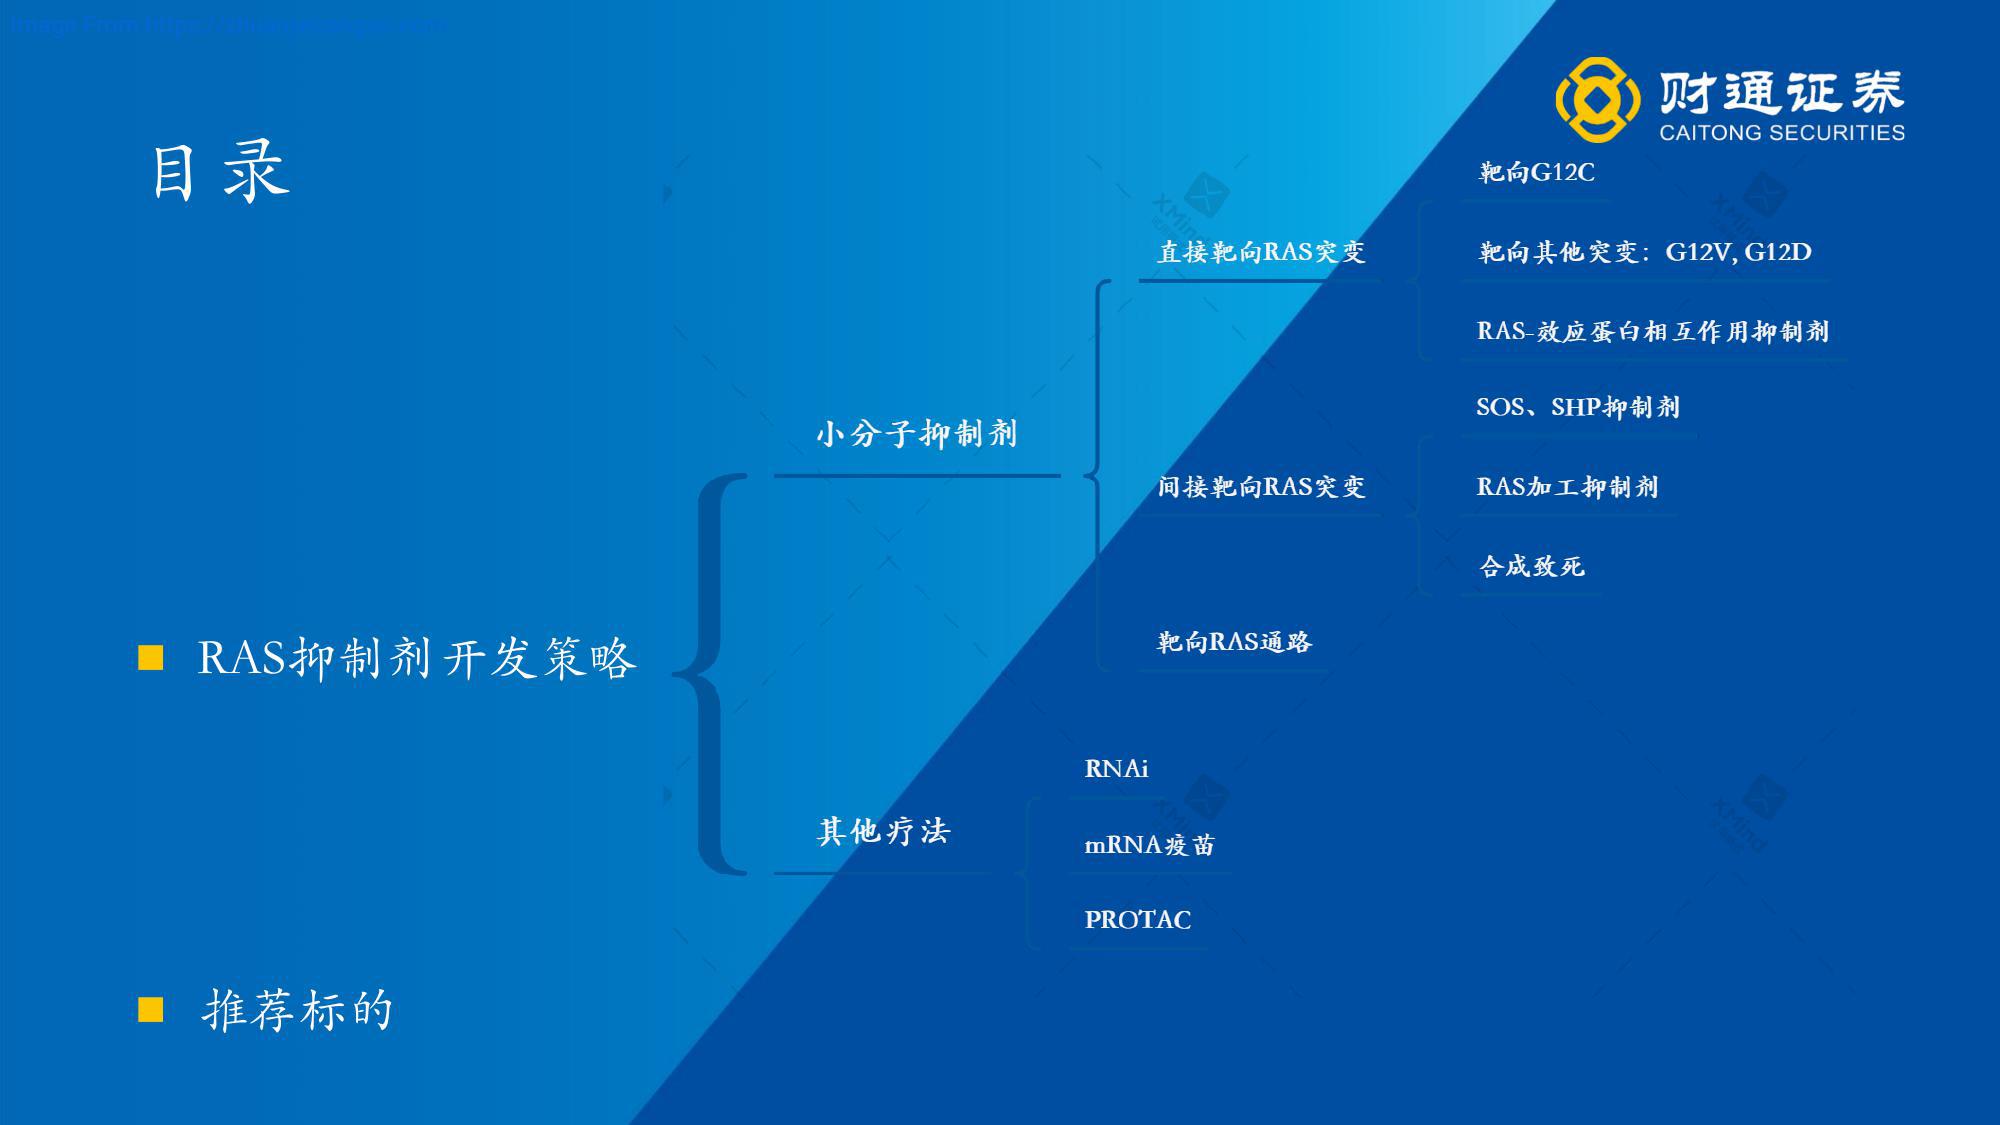 财通证券
CAITONG SECURITIES
目录
RAS抑制剂开发策略
小分子抑制剂
直接靶向RAS突变
靶向G12C
靶向其他突变：G12V, G12D
RAS-效应蛋白相互作用抑制剂
间接靶向RAS突变
SOS、SHP抑制剂
RAS加工抑制剂
合成致死
靶向RAS通路
其他疗法
RNAi
mRNA疫苗
PROTAC
推荐标的
XMind
XMind
XMind
XMind